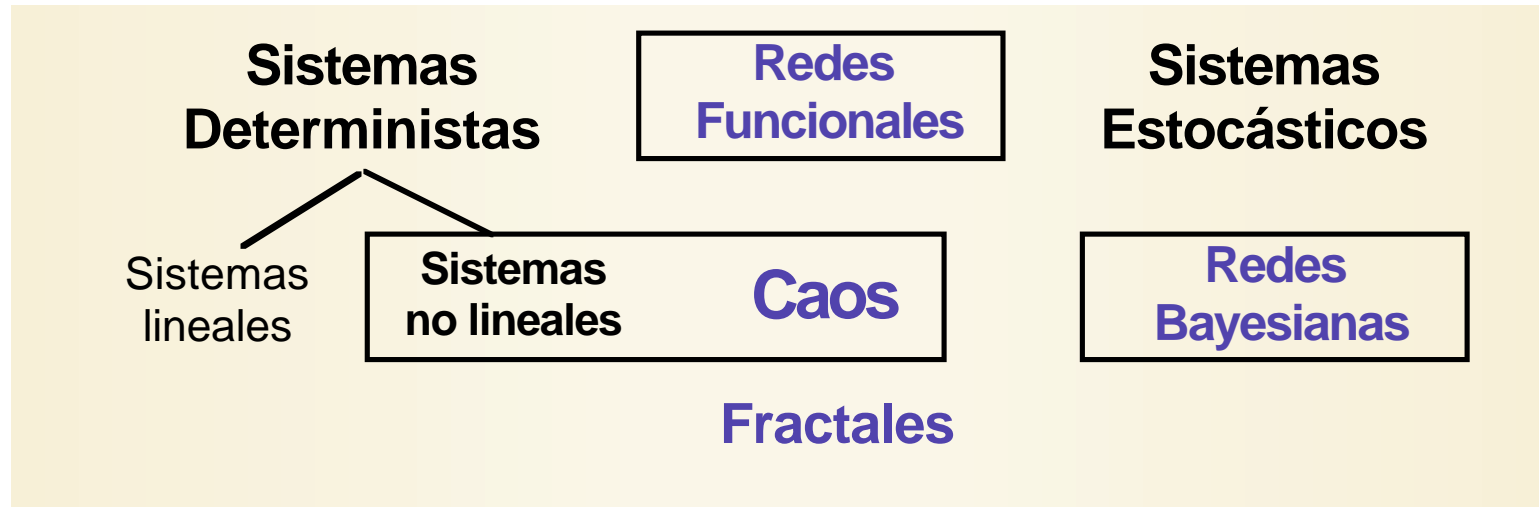 Sistemas
Deterministas
Redes
Funcionales
Sistemas
Estocásticos
Sistemas
lineales
Sistemas
no lineales
Caos
Redes
Bayesianas
Fractales